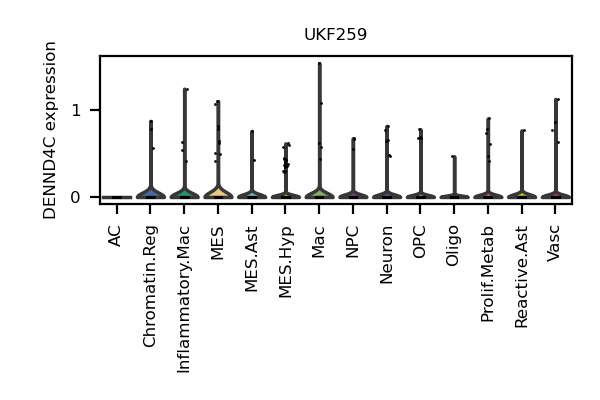 UKF259
DENND4C expression
1
0
AC
Chromatin.Reg
Inflammatory.Mac
MES
MES.Ast
MES.Hyp
Mac
NPC
Neuron
OPC
Oligo
Prolif.Metab
Reactive.Ast
Vasc